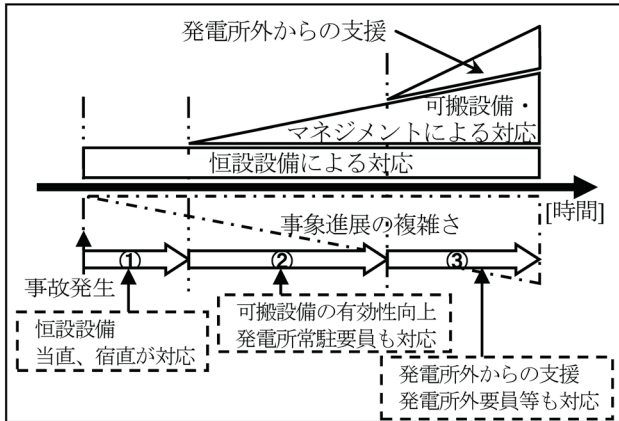 発電所外からの支援
可搬設備・
マネジメントによる対応
恒設設備による対応
[時間]
事象進展の複雑さ
①
②
③
事故発生
恒設設備
当直、宿直が対応
可搬設備の有効性向上
発電所常駐要員も対応
発電所外からの支援
発電所外要員等も対応